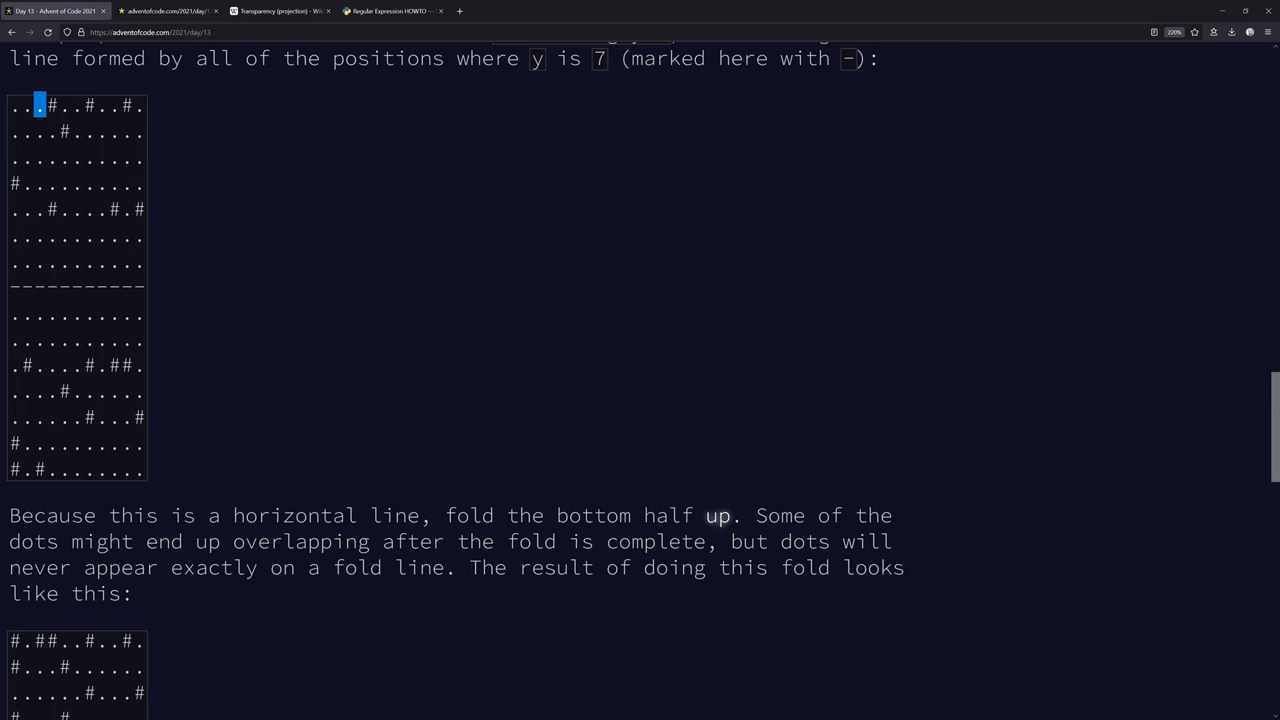 Day 13 - Advent of Code 2021
adventofcode.com/2021/day/1
Transparency (projection) - Wik
Regular Expression HOWTO —
https://adventofcode.com/2021/day/13
220%
line formed by all of the positions where y is 7 (marked here with -):
...#..#..#.
....#......
...........
#..........
...#....#.#
...........
...........
-----------
...........
...........
.#....#.##.
....#......
......#...#
#..........
#.#........
Because this is a horizontal line, fold the bottom half up. Some of the
dots might end up overlapping after the fold is complete, but dots will
never appear exactly on a fold line. The result of doing this fold looks
like this:
#.##..#..#.
#...#......
......#...#